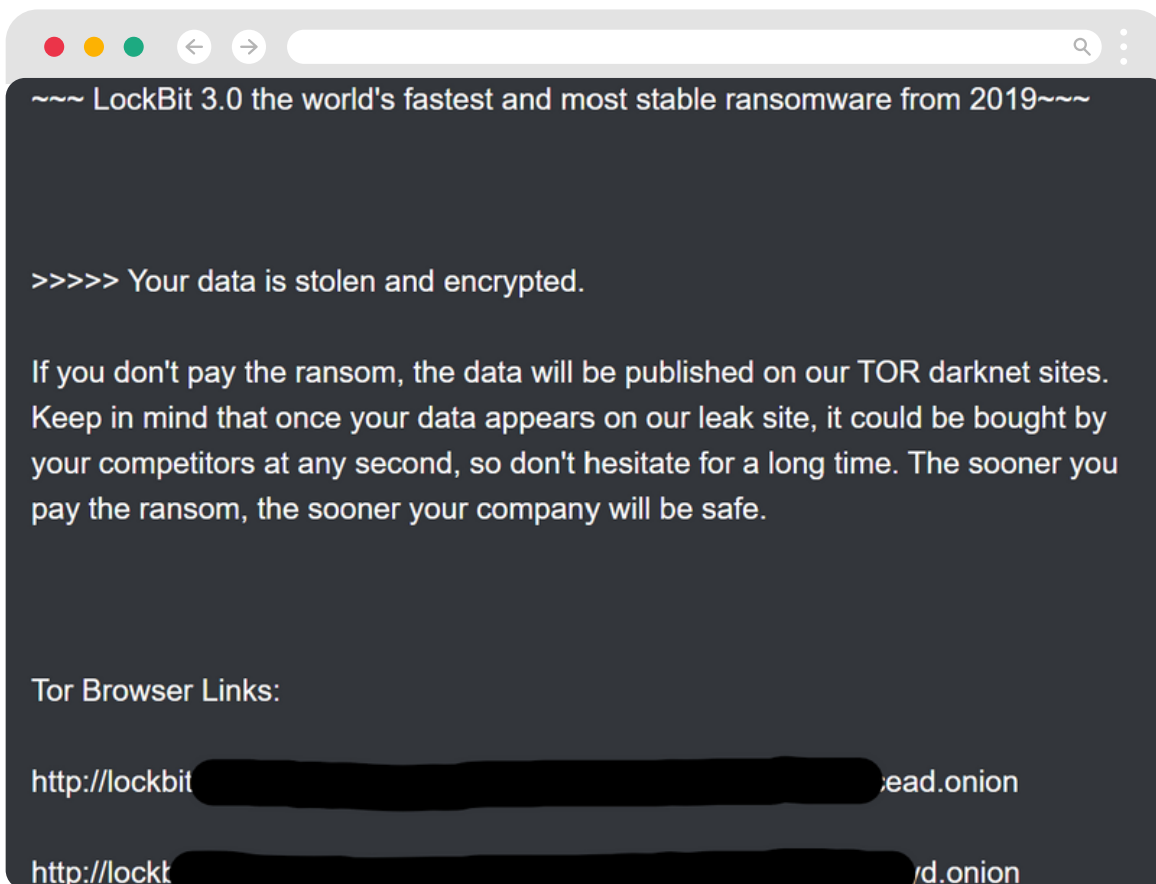 ~~~ LockBit 3.0 the world's fastest and most stable ransomware from 2019~~~
>>>>> Your data is stolen and encrypted.
If you don't pay the ransom, the data will be published on our TOR darknet sites.
Keep in mind that once your data appears on our leak site, it could be bought by
your competitors at any second, so don't hesitate for a long time. The sooner you
pay the ransom, the sooner your company will be safe.
Tor Browser Links:
http://lockbit ead.onion
http://lockb d.onion